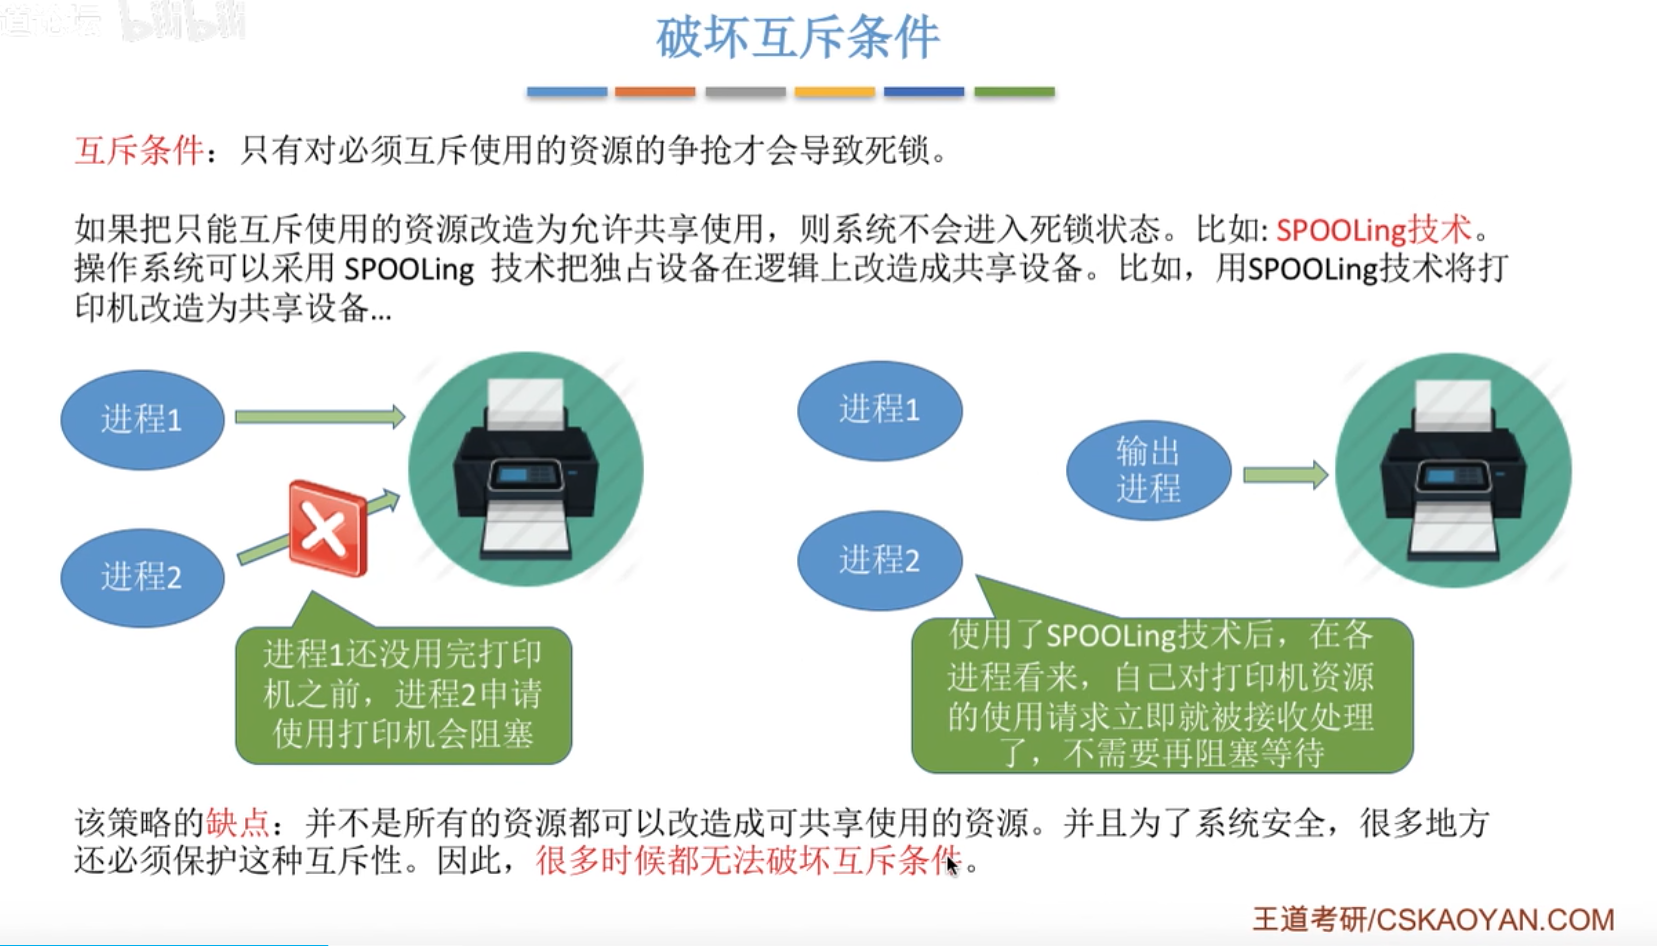 道论坛 bilibili
破坏互斥条件
互斥条件：只有对必须互斥使用的资源的争抢才会导致死锁。
如果把只能互斥使用的资源改造为允许共享使用，则系统不会进入死锁状态。比如: SPOOLing技术。
操作系统可以采用 SPOOLing 技术把独占设备在逻辑上改造成共享设备。比如，用SPOOLing技术将打
印机改造为共享设备...
进程1
进程2
进程1还没用完打印
机之前，进程2申请
使用打印机会阻塞
进程1
进程2
输出
进程
使用了SPOOLing技术后，在各
进程看来，自己对打印机资源
的使用请求立即就被接收处理
了，不需要再阻塞等待
该策略的缺点：并不是所有的资源都可以改造成可共享使用的资源。并且为了系统安全，很多地方
还必须保护这种互斥性。因此，很多时候都无法破坏互斥条件。
王道考研/CSKAOYAN.COM